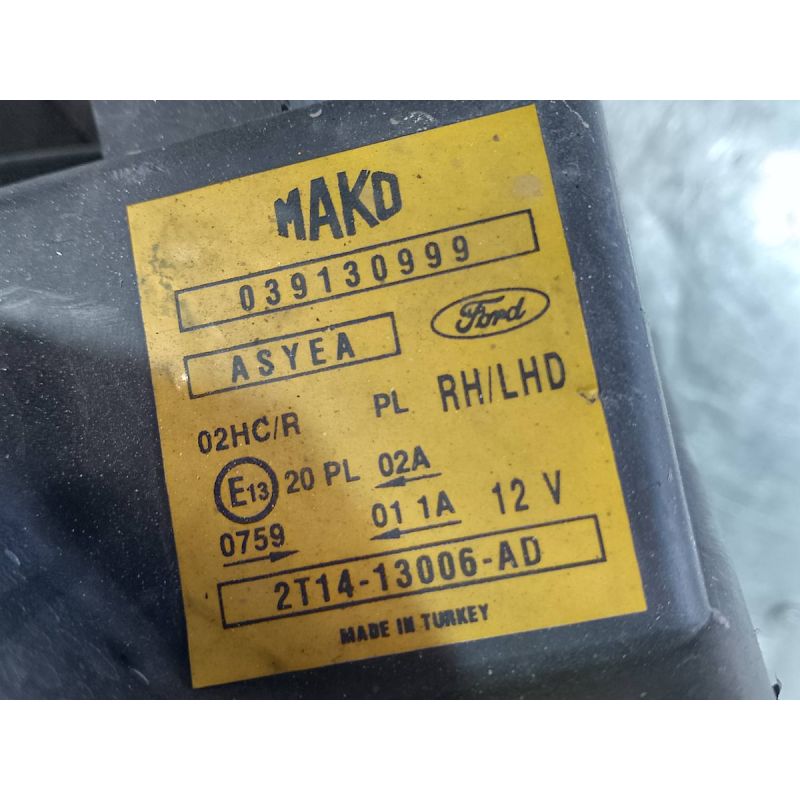 MAKO
039130999
ASYEA
Ford
02HC/R PL RH/LHD
E13 20 PL 02A
0759 01 1A 12 V
2T14-13006-AD
MADE IN TURKEY